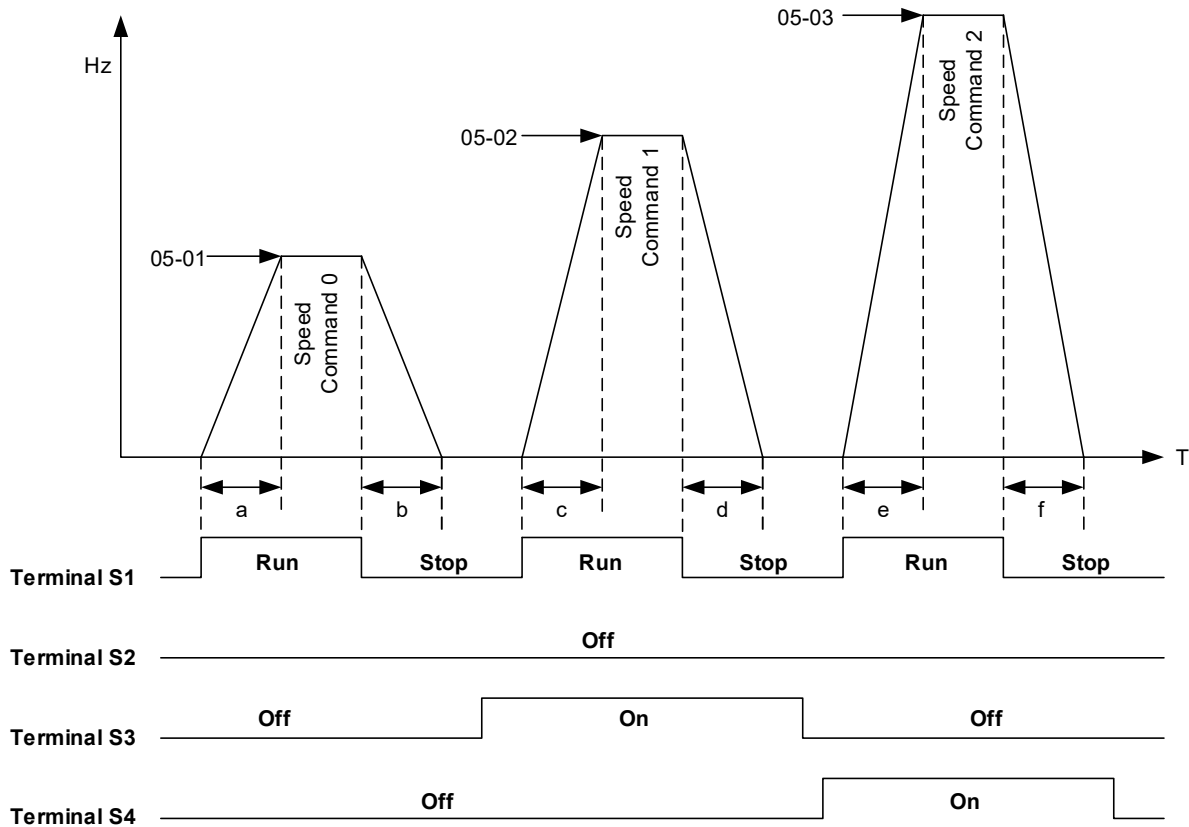 05-03
Hz
Speed
Command 2
05-02
Speed
Command 1
05-01
Speed
Command 0
T
a
b
c
d
e
f
Terminal S1
Run
Stop
Run
Stop
Run
Stop
Terminal S2
Off
Terminal S3
Off
On
Off
Terminal S4
Off
On